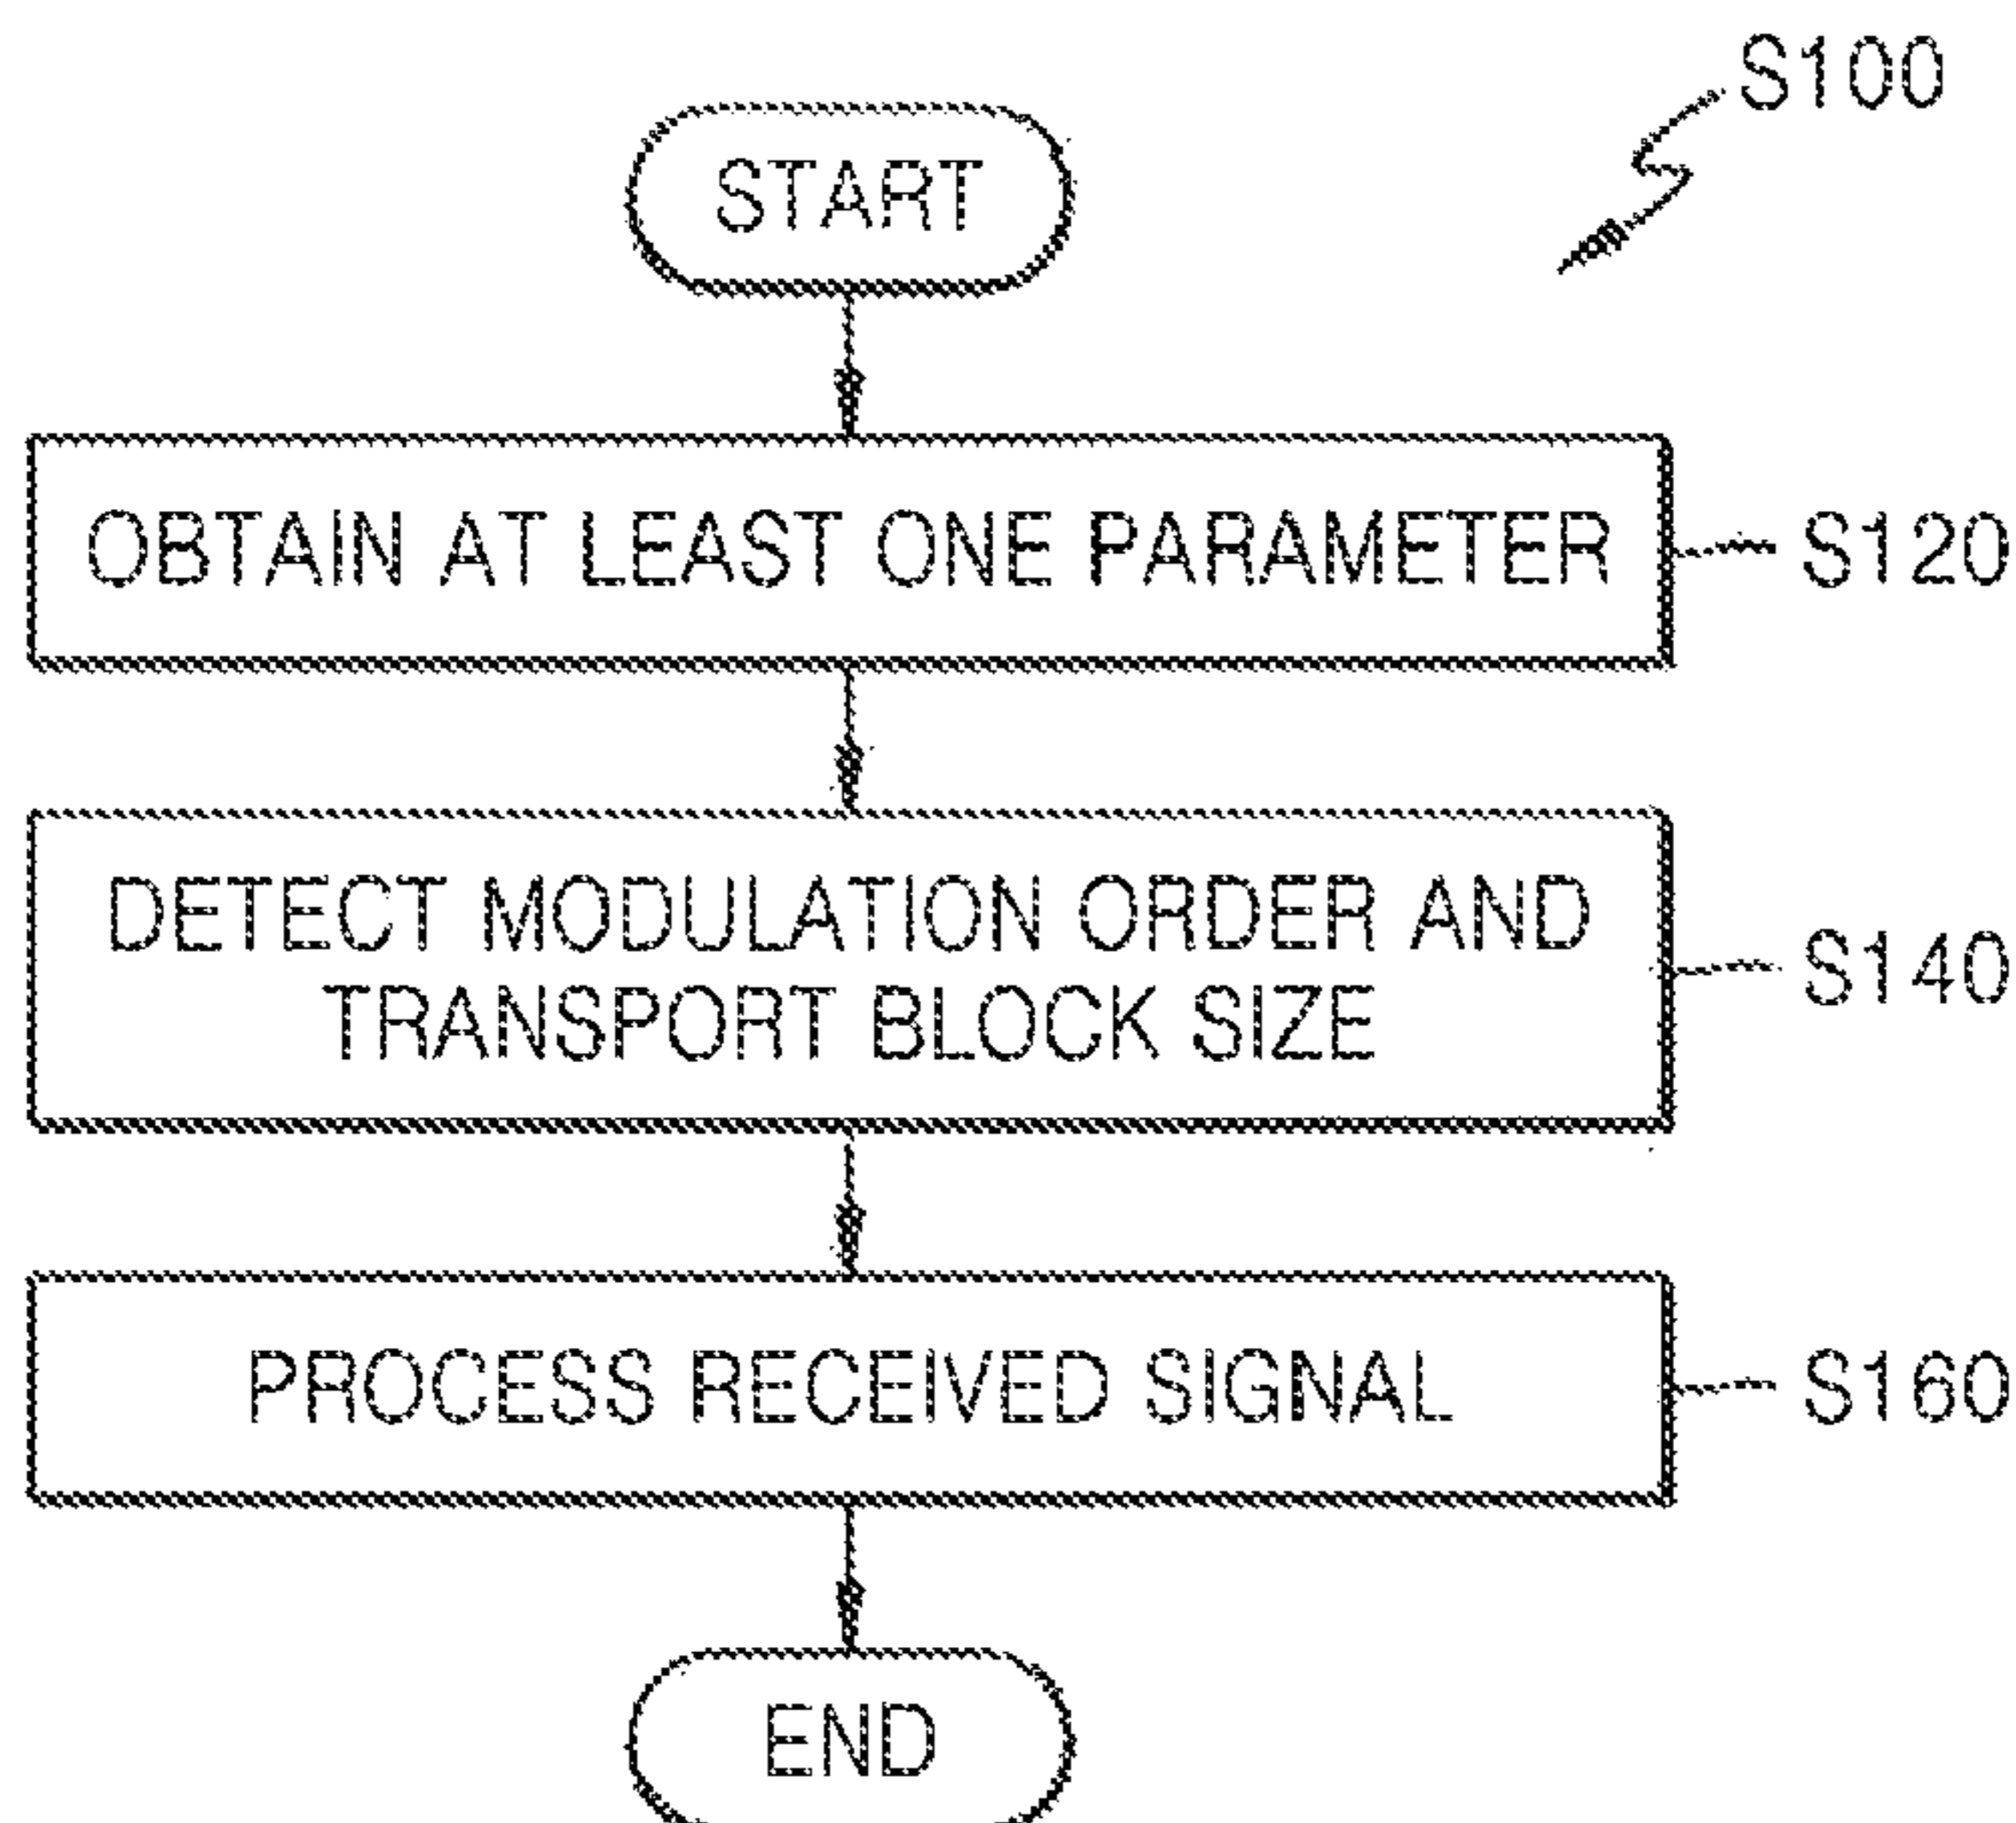 S100
START
OBTAIN AT LEAST ONE PARAMETER
S120
DETECT MODULATION ORDER AND
TRANSPORT BLOCK SIZE
S140
PROCESS RECEIVED SIGNAL
S160
END